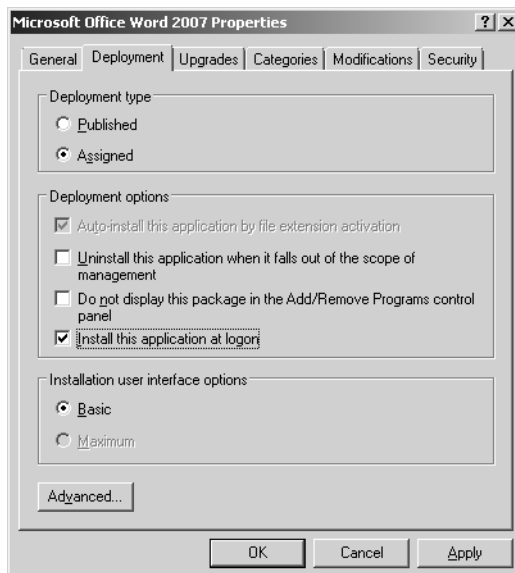 Microsoft Office Word 2007 Properties
General Deployment Upgrades Categories Modifications Security
Deployment type
Published
Assigned
Deployment options
Auto-install this application by file extension activation
Uninstall this application when it falls out of the scope of
management
Do not display this package in the Add/Remove Programs control
panel
Install this application at logon
Installation user interface options
Basic
Maximum
Advanced...
OK Cancel Apply